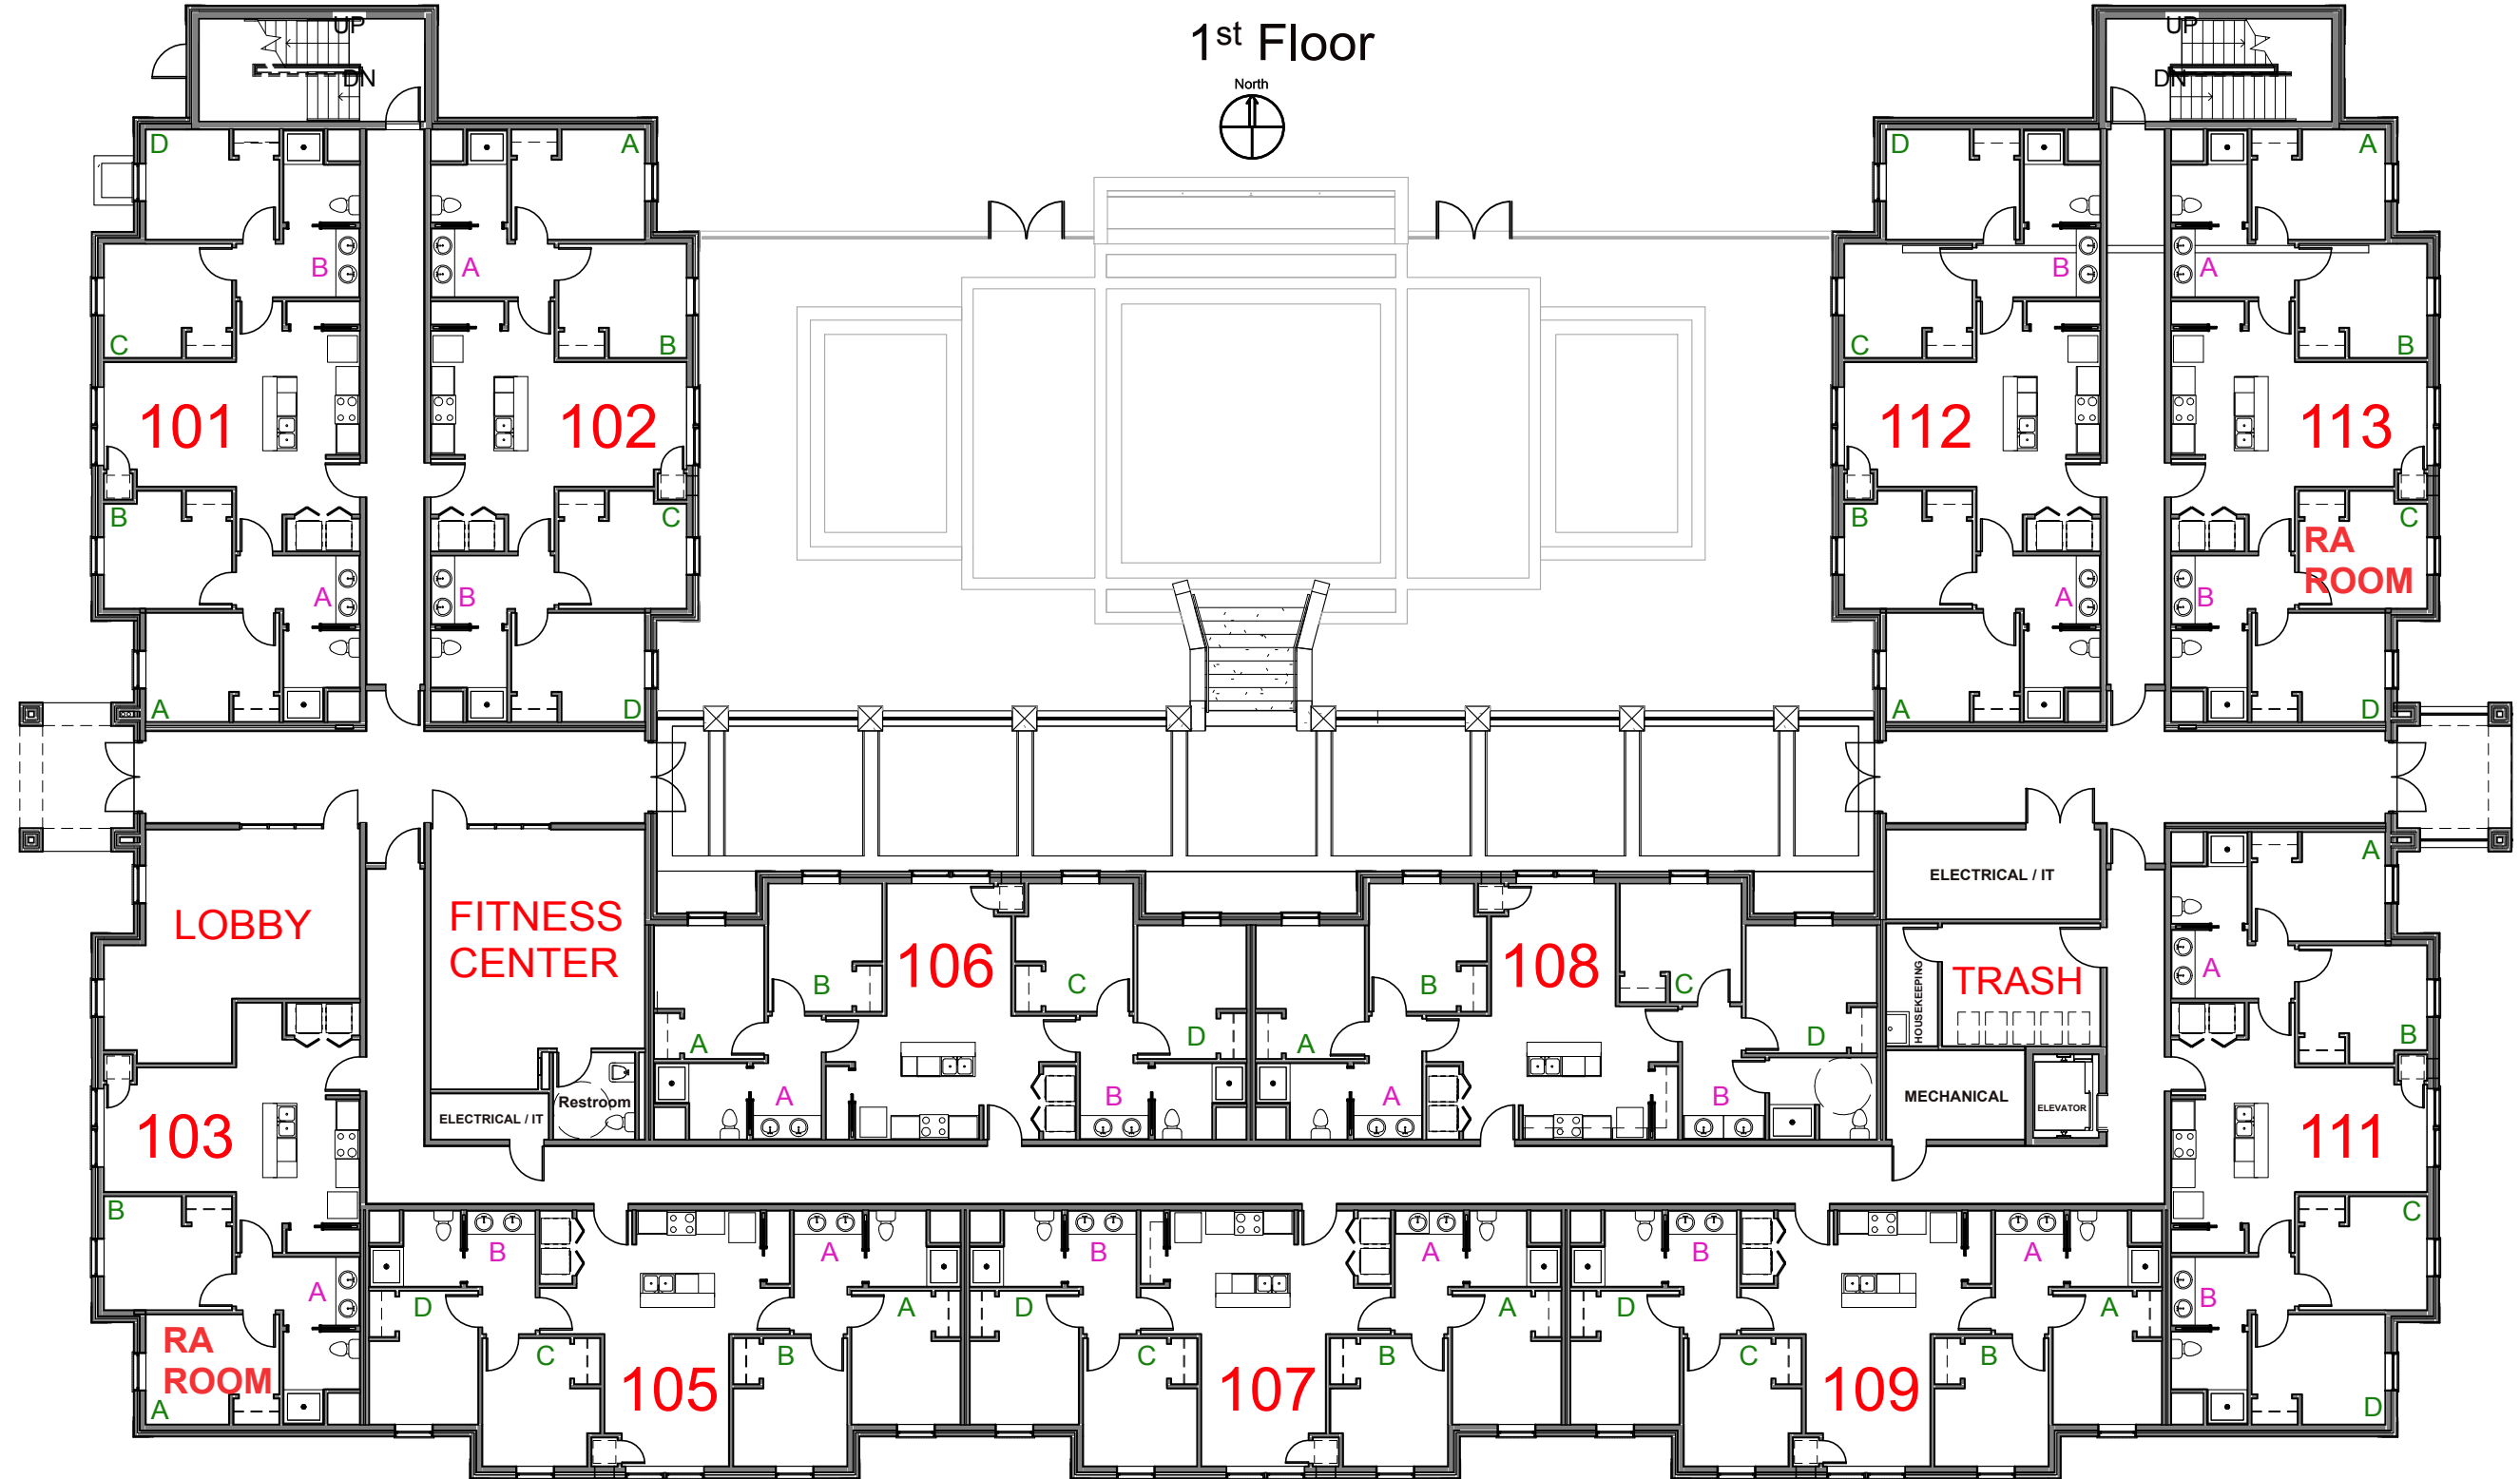 1st Floor
North
UP
DN
UP
DN
D
A
D
A
B
A
B
A
C
B
C
B
101
102
112
113
B
C
B
C
RA
ROOM
A
B
A
B
A
D
A
D
LOBBY
FITNESS
CENTER
ELECTRICAL / IT
A
106
108
HOUSEKEEPING
TRASH
A
B
C
B
C
A
D
A
D
B
A
B
A
B
MECHANICAL
ELEVATOR
ELECTRICAL / IT
Restroom
103
111
B
C
B
A
B
A
B
A
A
B
D
A
D
A
D
A
RA
ROOM
A
C
B
C
B
C
B
105
107
109
D